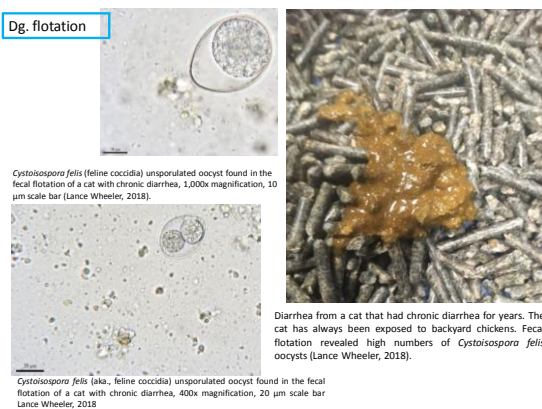 Dg. flotation
Cystoisospora felis (feline coccidia) unsporulated oocyst found in the
fecal flotation of a cat with chronic diarrhea, 1,000x magnification, 10
µm scale bar (Lance Wheeler, 2018).
Diarrhea from a cat that had chronic diarrhea for years. The
cat has always been exposed to backyard chickens. Feca
flotation revealed high numbers of Cystoisospora felis
oocysts (Lance Wheeler, 2018).
Cystoisospora felis (aka., feline coccidia) unsporulated oocyst found in the fecal
flotation of a cat with chronic diarrhea, 400x magnification, 20 µm scale bar
Lance Wheeler, 2018